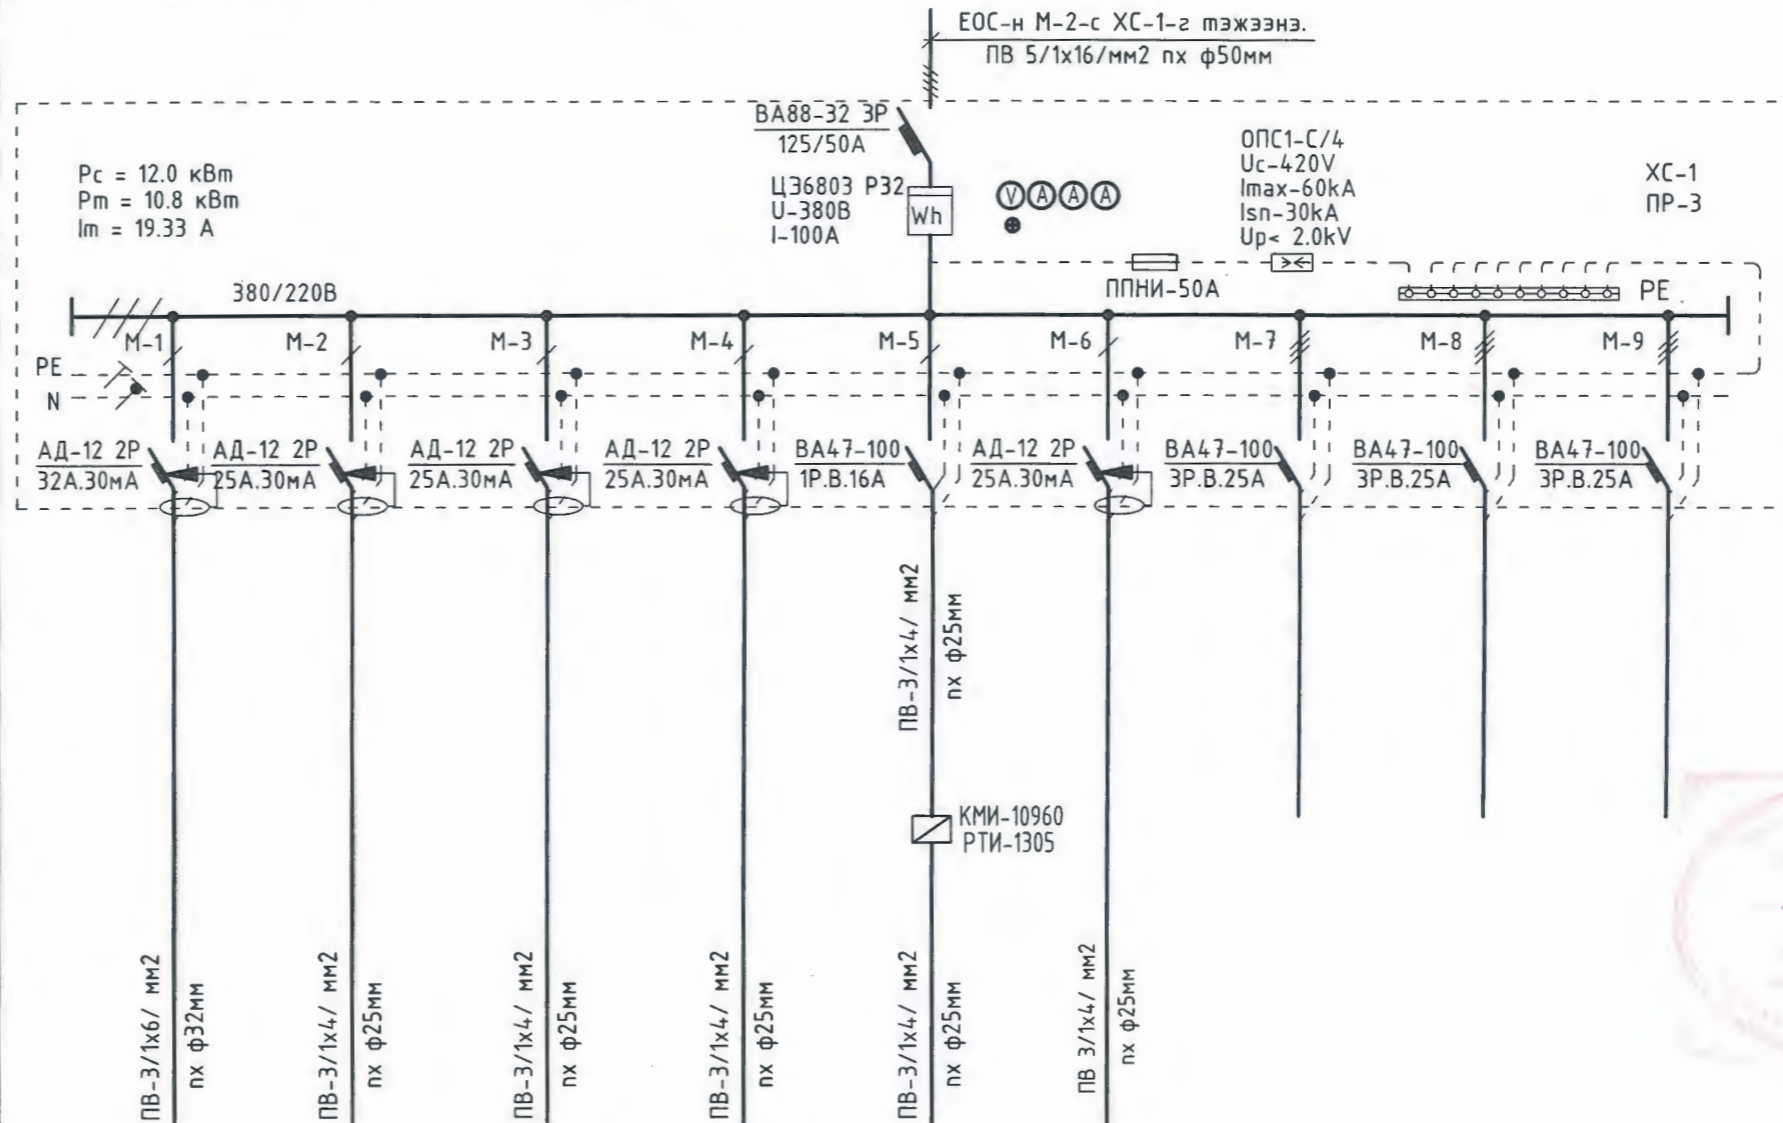 ЕОС-н М-2-с ХС-1-г тэжээнэ.
ПВ 5/1х16/мм2 пх ф50мм
ВА88-32 3Р
125/50А
ОПС1-С/4
Uc-420V
Imax-60kA
Isn-30kA
Up< 2.0kV
ХС-1
ПР-3
Рс = 12.0 кВт
Рт = 10.8 кВт
Iт = 19.33 А
ЦЭ6803 Р32
U-380В
I-100А
Wh
V A A A
380/220В
ППНИ-50А
PE
М-1
М-2
М-3
М-4
М-5
М-6
М-7
М-8
М-9
PE
N
АД-12 2Р
32А.30мА
АД-12 2Р
25А.30мА
АД-12 2Р
25А.30мА
АД-12 2Р
25А.30мА
ВА47-100
1Р.В.16А
АД-12 2Р
25А.30мА
ВА47-100
3Р.В.25А
ВА47-100
3Р.В.25А
ВА47-100
3Р.В.25А
ПВ-3/1х4/ мм2
пх ф25мм
КМИ-10960
РТИ-1305
ПВ-3/1х6/ мм2
пх ф32мм
ПВ-3/1х4/ мм2
пх ф25мм
ПВ-3/1х4/ мм2
пх ф25мм
ПВ-3/1х4/ мм2
пх ф25мм
ПВ-3/1х4/ мм2
пх ф25мм
ПВ 3/1х4/ мм2
пх ф25мм